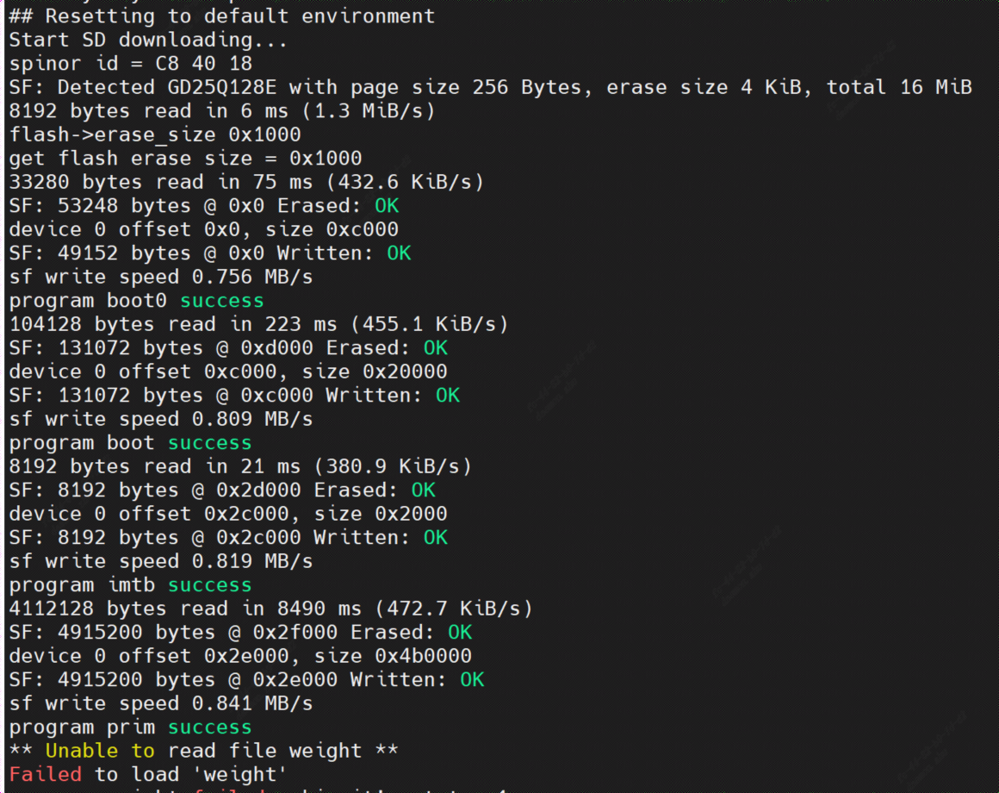 ## Resetting to default environment
Start SD downloading...
spinor id = C8 40 18
SF: Detected GD25Q128E with page size 256 Bytes, erase size 4 KiB, total 16 MiB
8192 bytes read in 6 ms (1.3 MiB/s)
flash->erase_size 0x1000
get flash erase size = 0x1000
33280 bytes read in 75 ms (432.6 KiB/s)
SF: 53248 bytes @ 0x0 Erased: OK
device 0 offset 0x0, size 0xc000
SF: 49152 bytes @ 0x0 Written: OK
sf write speed 0.756 MB/s
program boot0 success
104128 bytes read in 223 ms (455.1 KiB/s)
SF: 131072 bytes @ 0xd000 Erased: OK
device 0 offset 0xc000, size 0x20000
SF: 131072 bytes @ 0xc000 Written: OK
sf write speed 0.809 MB/s
program boot success
8192 bytes read in 21 ms (380.9 KiB/s)
SF: 8192 bytes @ 0x2d000 Erased: OK
device 0 offset 0x2c000, size 0x2000
SF: 8192 bytes @ 0x2c000 Written: OK
sf write speed 0.819 MB/s
program imtb success
4112128 bytes read in 8490 ms (472.7 KiB/s)
SF: 4915200 bytes @ 0x2f000 Erased: OK
device 0 offset 0x2e000, size 0x4b0000
SF: 4915200 bytes @ 0x2e000 Written: OK
sf write speed 0.841 MB/s
program prim success
** Unable to read file weight **
Failed to load 'weight'